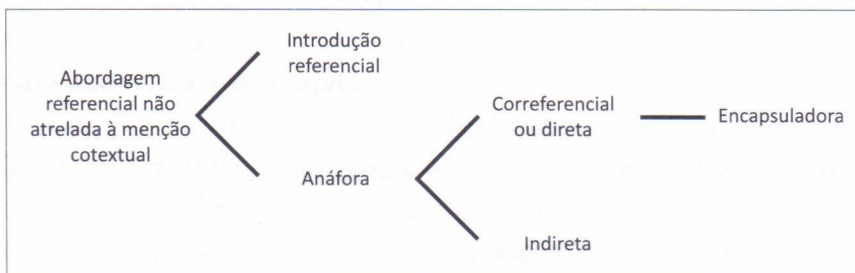 Abordagem
referencial não
atrelada à menção
cotextual
Introdução
referencial
Anáfora
Correferencial
ou direta
Encapsuladora
Indireta